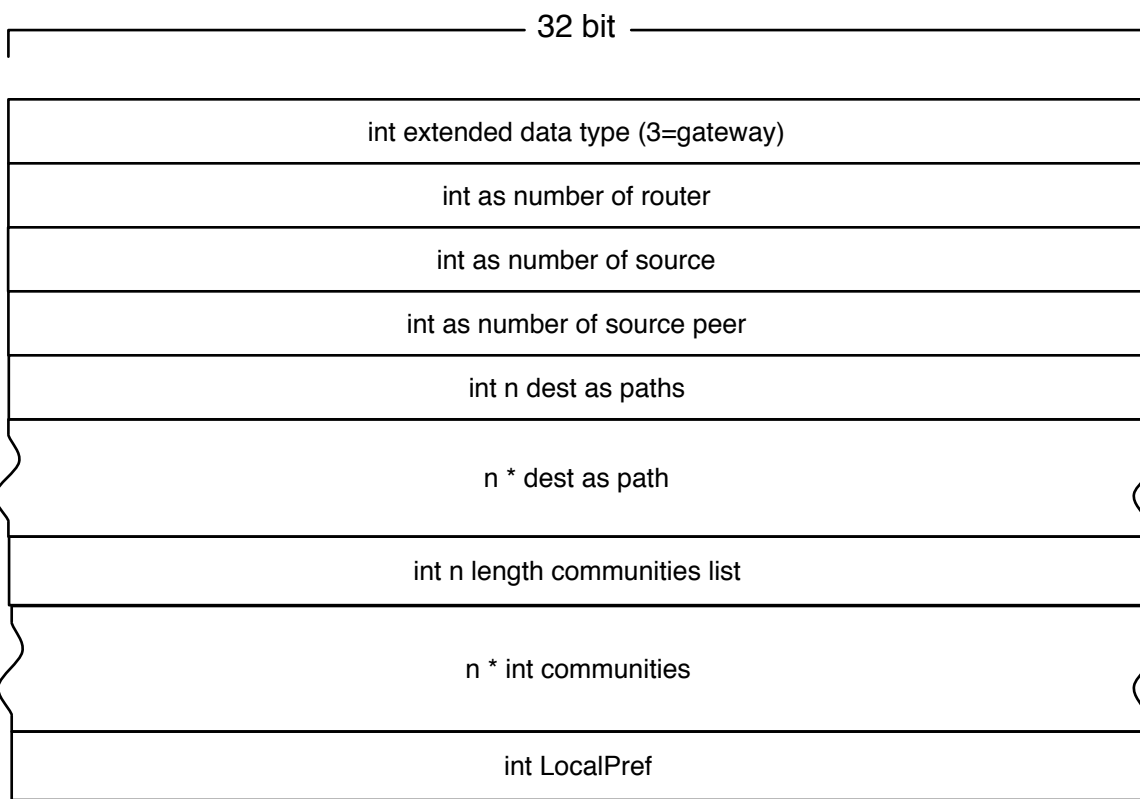 32 bit
int extended data type (3=gateway)
int as number of router
int as number of source
int as number of source peer
int n dest as paths
n * dest as path
int n length communities list
n * int communities
int LocalPref